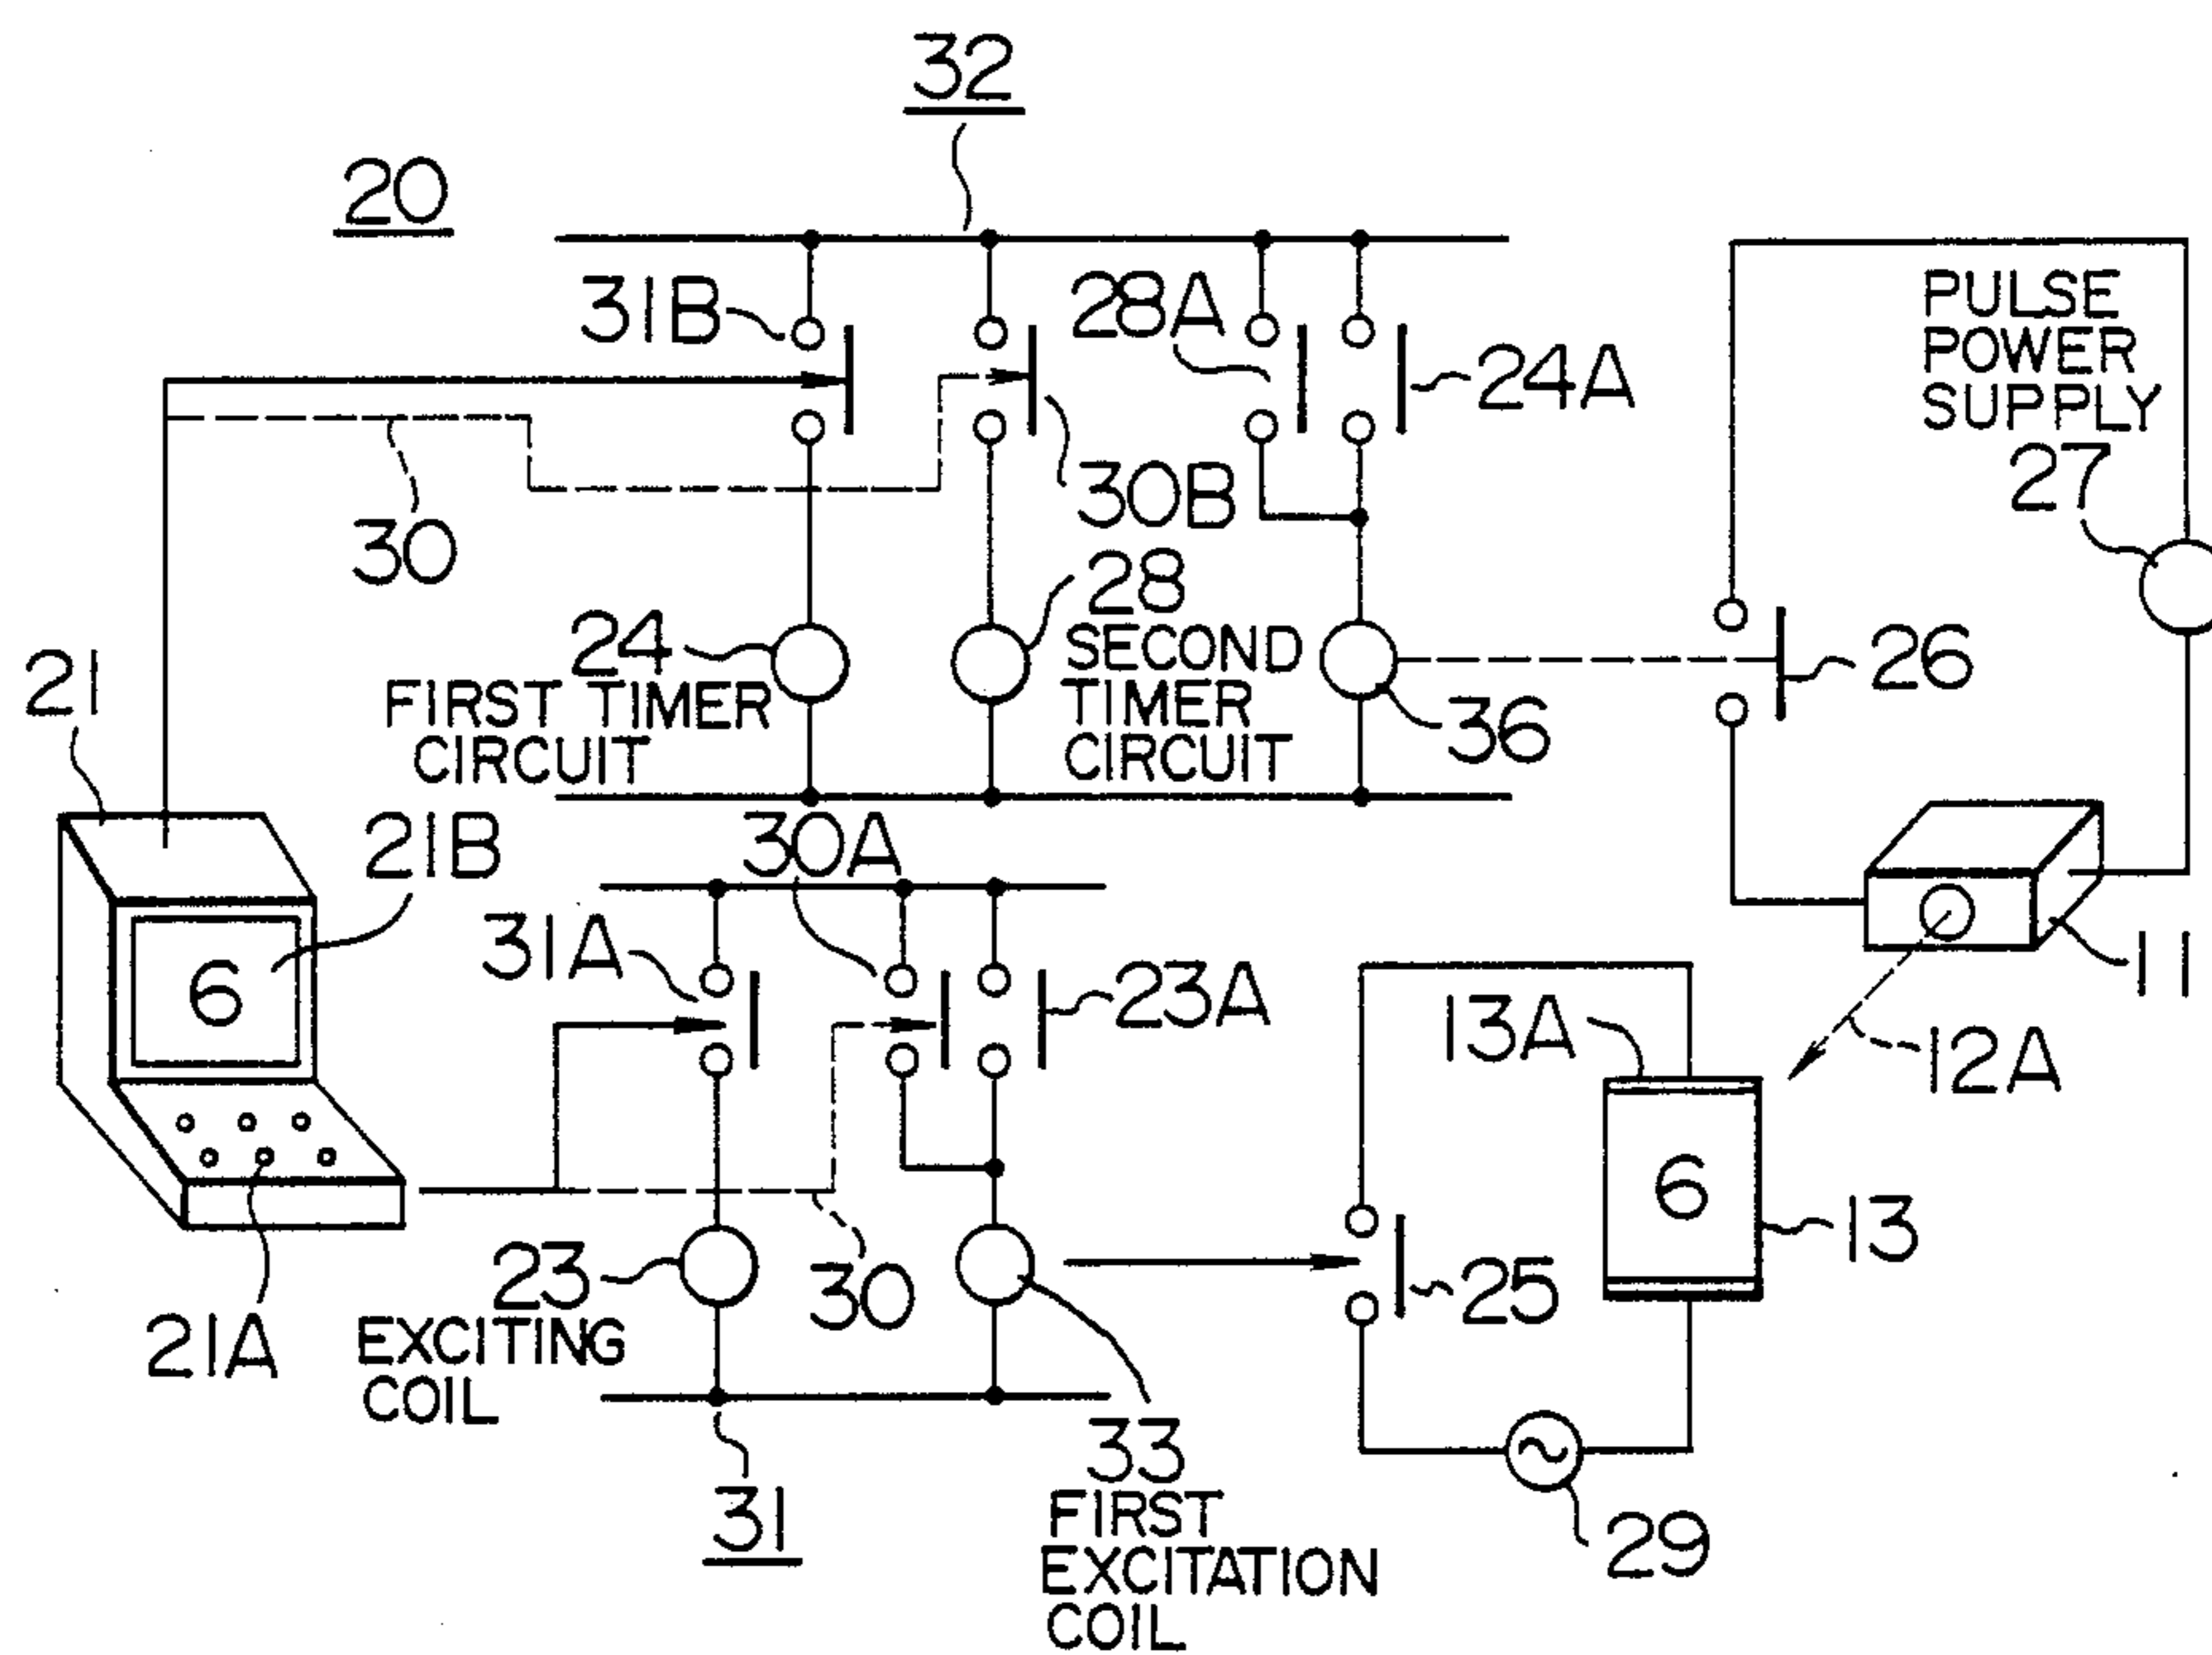 32
20
31B
28A
24A
PULSE
POWER
SUPPLY
27
30
30B
24
FIRST TIMER
CIRCUIT
28
SECOND
TIMER
CIRCUIT
36
26
21
21B
30A
31A
23A
6
11
13A
12A
6
13
23
EXCITING
COIL
30
25
21A
33
FIRST
EXCITATION
COIL
31
29